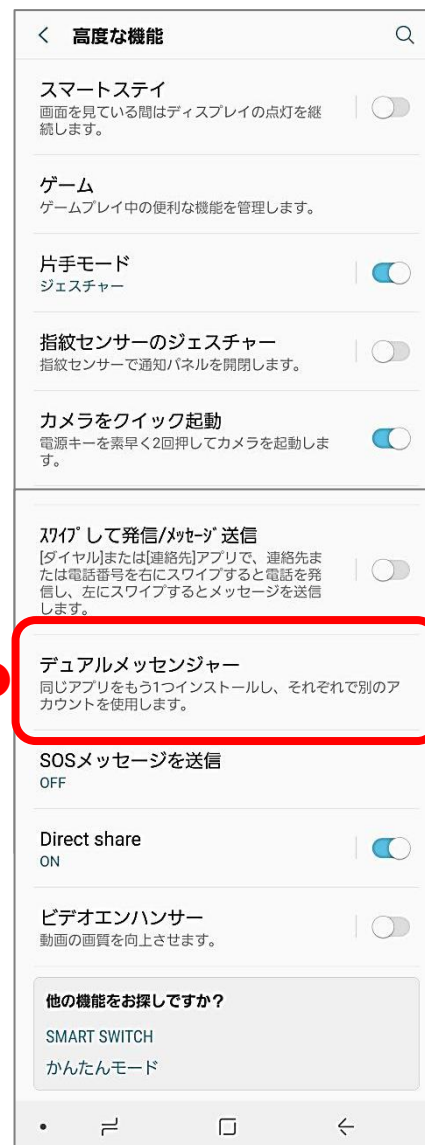 高度な機能
スマートステイ
画面を見ている間はディスプレイの点灯を継
続します。
ゲーム
ゲームプレイ中の便利な機能を管理します。
片手モード
ジェスチャー
指紋センサーのジェスチャー
指紋センサーで通知パネルを開閉します。
カメラをクイック起動
電源キーを素早く2回押してカメラを起動しま
す。
ｽﾜｲﾌﾟして発信/ﾒｯｾｰｼﾞ送信
[ダイヤル]または[連絡先]アプリで、連絡先ま
たは電話番号を右にスワイプすると電話を発
信し、左にスワイプするとメッセージを送信
します。
デュアルメッセンジャー
同じアプリをもう1つインストールし、それぞれで別のア
カウントを使用します。
SOSメッセージを送信
OFF
Direct share
ON
ビデオエンハンサー
動画の画質を向上させます。
他の機能をお探しですか？
SMART SWITCH
かんたんモード